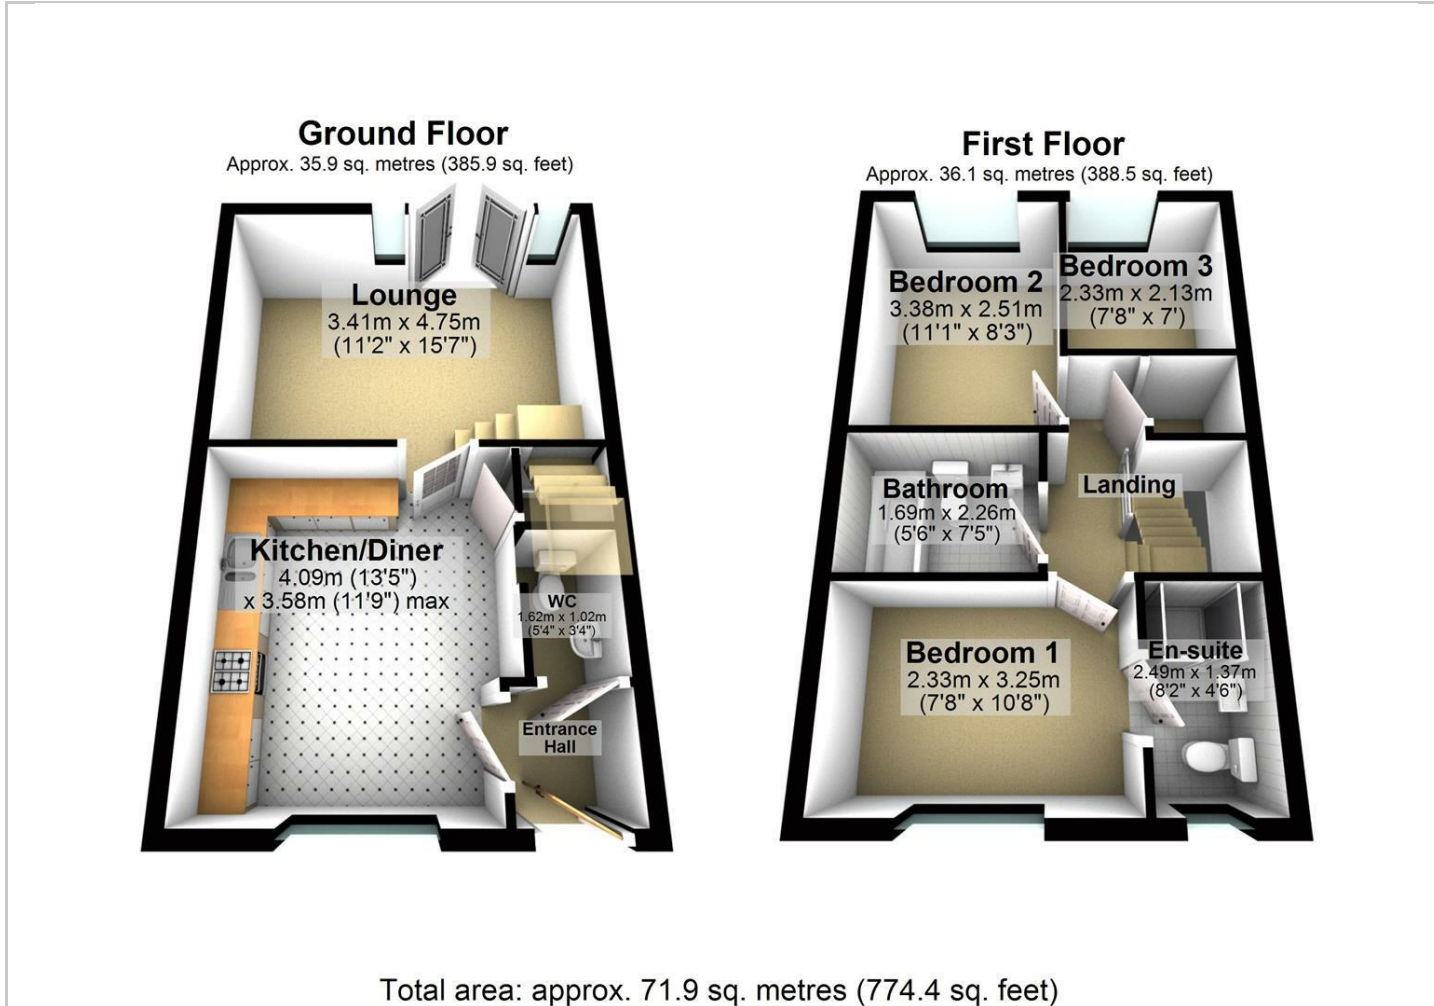 Ground Floor
Approx. 35.9 sq. metres (385.9 sq. feet)
Lounge
3.41m x 4.75m
(11'2" x 15'7")
Kitchen/Diner
4.09m (13'5")
x 3.58m (11'9") max
WC
1.62m x 1.02m
(5'4" x 3'4")
Entrance
Hall
First Floor
Approx. 36.1 sq. metres (388.5 sq. feet)
Bedroom 2
3.38m x 2.51m
(11'1" x 8'3")
Bedroom 3
2.33m x 2.13m
(7'8" x 7')
Bathroom
1.69m x 2.26m
(5'6" x 7'5")
Landing
Bedroom 1
2.33m x 3.25m
(7'8" x 10'8")
En-suite
2.49m x 1.37m
(8'2" x 4'6")
Total area: approx. 71.9 sq. metres (774.4 sq. feet)